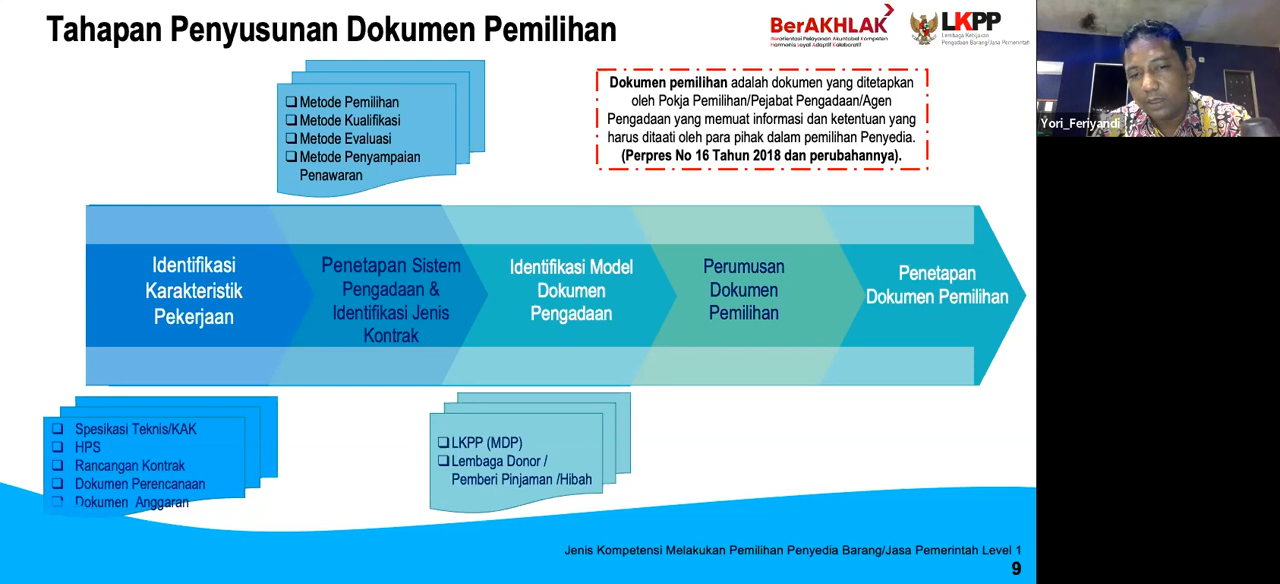 Tahapan Penyusunan Dokumen Pemilihan
BerAKHLAK
Berorientasi Pelayanan Akuntabel Kompeten
Harmonis Loyal Adaptif Kolaboratif
LKPP
Lembaga Kebijakan
Pengadaan Barang/Jasa Pemerintah
Yori_Feriyandi
❑ Metode Pemilihan
❑ Metode Kualifikasi
❑ Metode Evaluasi
❑ Metode Penyampaian
Penawaran
Dokumen pemilihan adalah dokumen yang ditetapkan
oleh Pokja Pemilihan/Pejabat Pengadaan/Agen
Pengadaan yang memuat informasi dan ketentuan yang
harus ditaati oleh para pihak dalam pemilihan Penyedia.
(Perpres No 16 Tahun 2018 dan perubahannya).
Identifikasi
Karakteristik
Pekerjaan
Penetapan Sistem
Pengadaan &
Identifikasi Jenis
Kontrak
Identifikasi Model
Dokumen
Pengadaan
Perumusan
Dokumen
Pemilihan
Penetapan
Dokumen Pemilihan
❑ Spesikasi Teknis/KAK
❑ HPS
❑ Rancangan Kontrak
❑ Dokumen Perencanaan
❑ Dokumen Anggaran
❑ LKPP (MDP)
❑ Lembaga Donor /
Pemberi Pinjaman /Hibah
Jenis Kompetensi Melakukan Pemilihan Penyedia Barang/Jasa Pemerintah Level 1
9